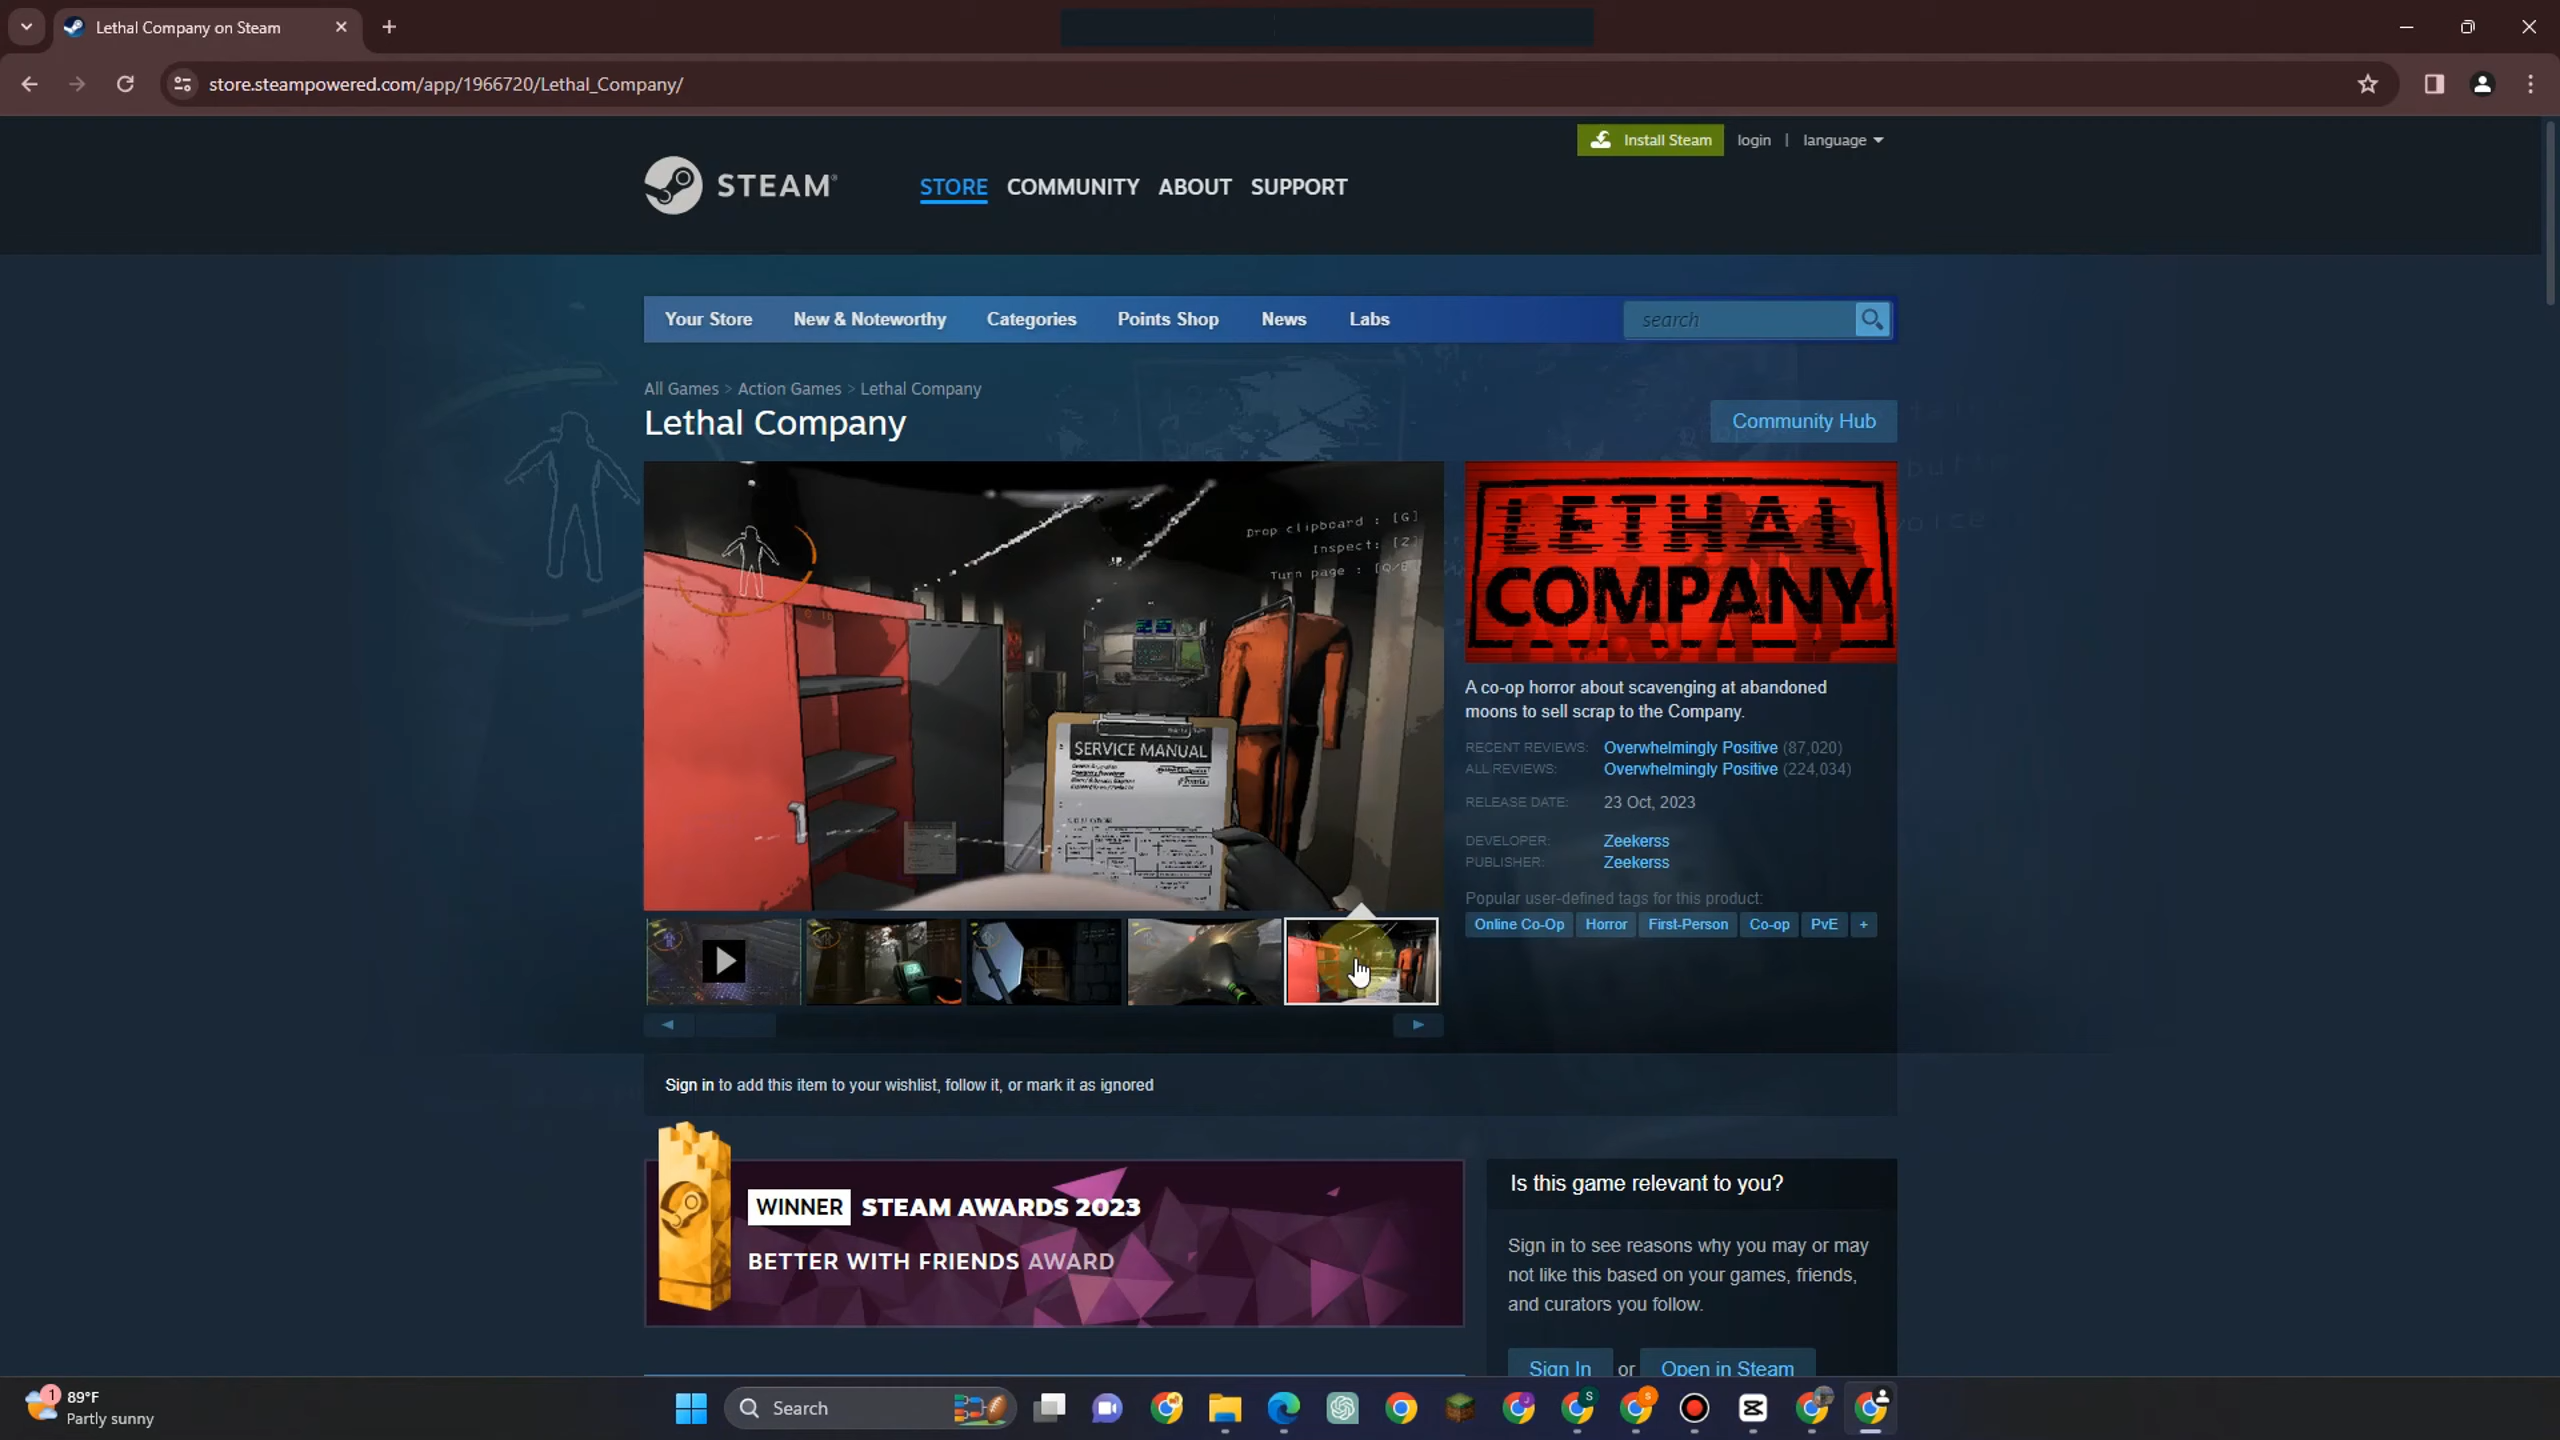 Lethal Company on Steam
store.steampowered.com/app/1966720/Lethal_Company/
Install Steam
login | language
STEAM
STORE COMMUNITY ABOUT SUPPORT
Your Store New & Noteworthy Categories Points Shop News Labs
search
All Games > Action Games > Lethal Company
Lethal Company
Community Hub
Drop clipboard : [G]
Inspect: [Z]
Turn page : [Q/E]
SERVICE MANUAL
LETHAL
COMPANY
A co-op horror about scavenging at abandoned
moons to sell scrap to the Company.
RECENT REVIEWS: Overwhelmingly Positive (87,020)
ALL REVIEWS: Overwhelmingly Positive (224,034)
RELEASE DATE: 23 Oct, 2023
DEVELOPER: Zeekerss
PUBLISHER: Zeekerss
Popular user-defined tags for this product:
Online Co-Op Horror First-Person Co-op PvE +
Sign in to add this item to your wishlist, follow it, or mark it as ignored
WINNER STEAM AWARDS 2023
BETTER WITH FRIENDS AWARD
Is this game relevant to you?
Sign in to see reasons why you may or may
not like this based on your games, friends,
and curators you follow.
Sign In or Open in Steam
1
89°F
Partly sunny
Search